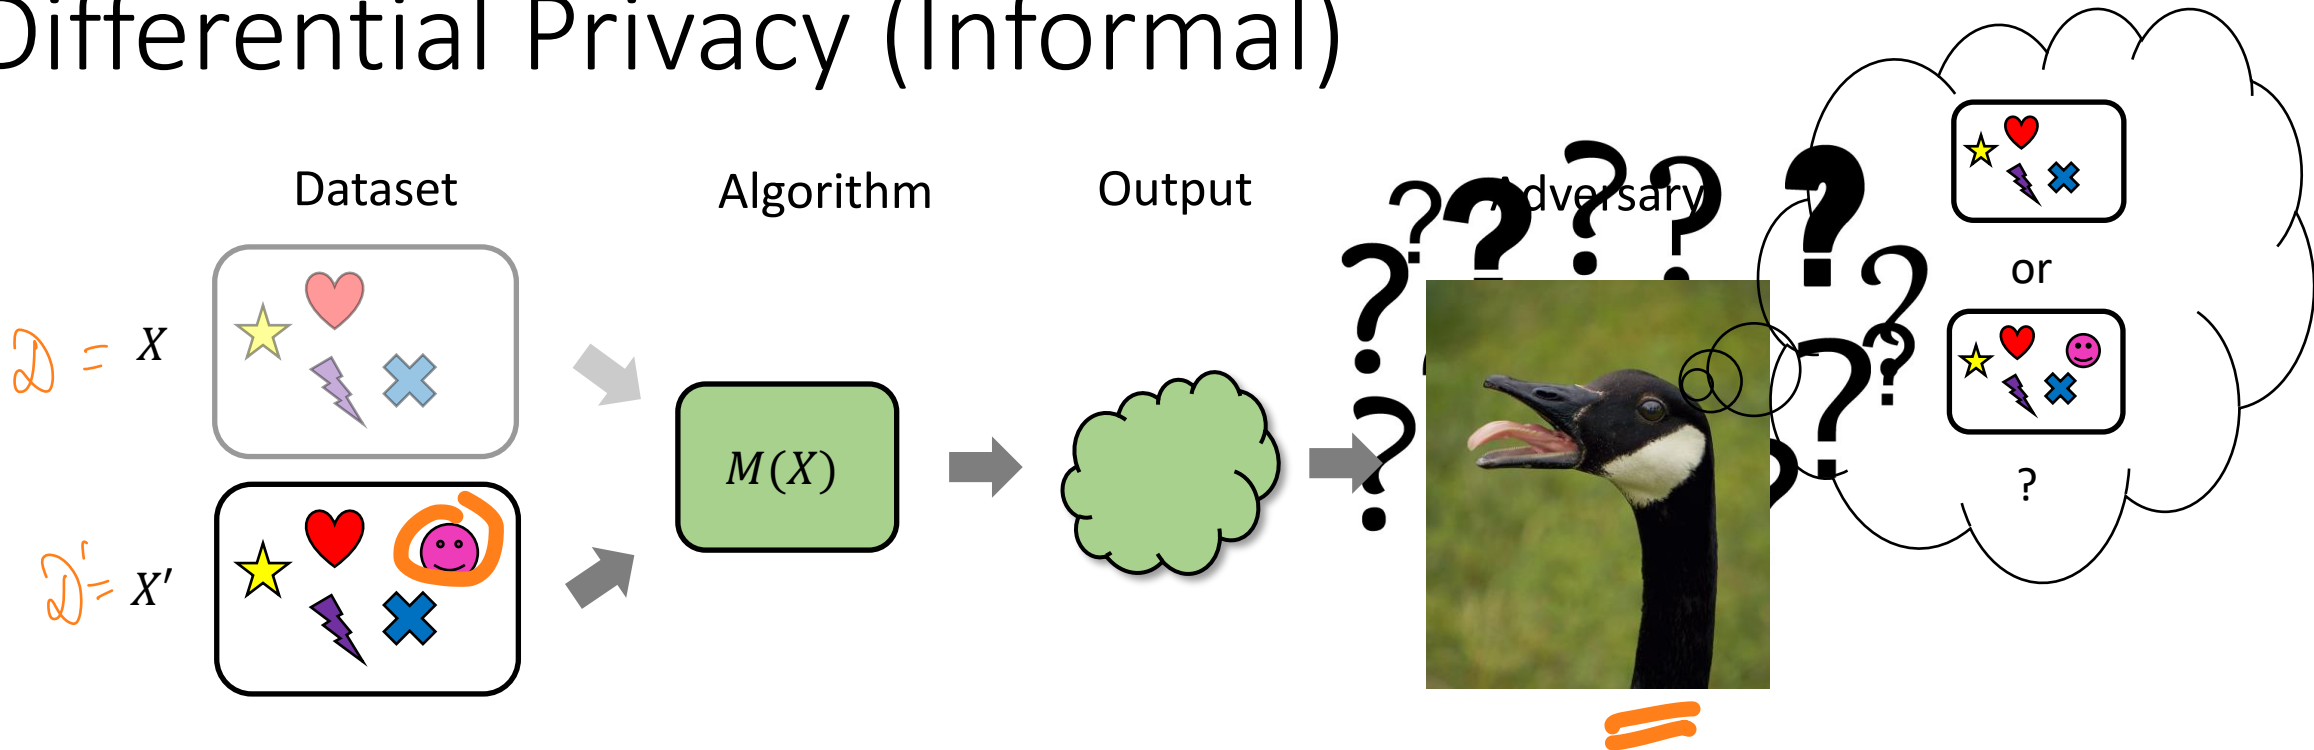 Differential Privacy (Informal)
Dataset
Algorithm
Output
Adversary
D = X
D' = X′
M(X)
or
?